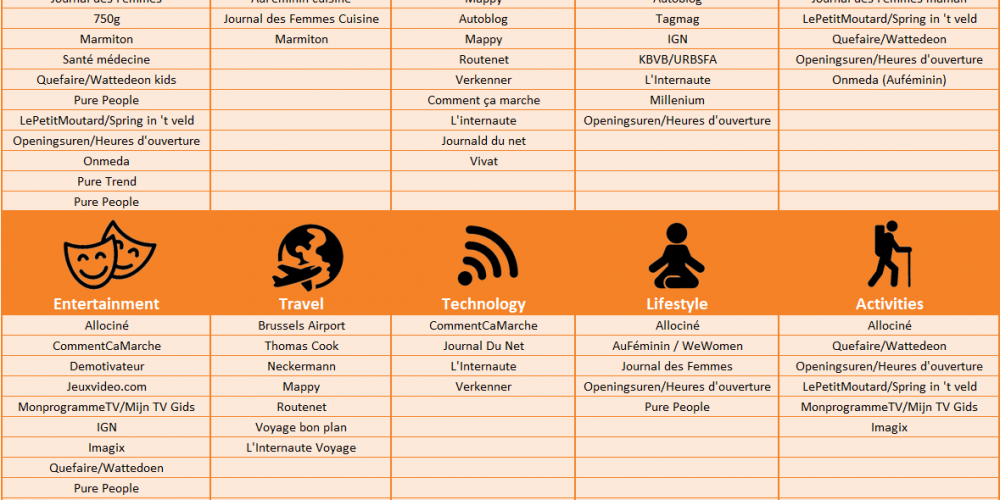 Journal des Femmes
AuFéminin cuisine
Mappy
Autoblog
Journal des Femmes maman
750g
Journal des Femmes Cuisine
Autoblog
Tagmag
LePetitMoutard/Spring in 't veld
Marmiton
Marmiton
Mappy
IGN
Quefaire/Wattedeon
Santé médecine
Routenet
KBVB/URBSFA
Openingsuren/Heures d'ouverture
Quefaire/Wattedeon kids
Verkenner
L'Internaute
Onmeda (Auféminin)
Pure People
Comment ça marche
Millenium
LePetitMoutard/Spring in 't veld
L'internaute
Openingsuren/Heures d'ouverture
Openingsuren/Heures d'ouverture
Journald du net
Onmeda
Vivat
Pure Trend
Pure People
Entertainment
Travel
Technology
Lifestyle
Activities
Allociné
Brussels Airport
CommentCaMarche
Allociné
Allociné
CommentCaMarche
Thomas Cook
Journal Du Net
AuFéminin / WeWomen
Quefaire/Wattedeon
Demotivateur
Neckermann
L'Internaute
Journal des Femmes
Openingsuren/Heures d'ouverture
Jeuxvideo.com
Mappy
Verkenner
Openingsuren/Heures d'ouverture
LePetitMoutard/Spring in 't veld
MonprogrammeTV/Mijn TV Gids
Routenet
Pure People
MonprogrammeTV/Mijn TV Gids
IGN
Voyage bon plan
Imagix
Imagix
L'Internaute Voyage
Quefaire/Wattedoen
Pure People